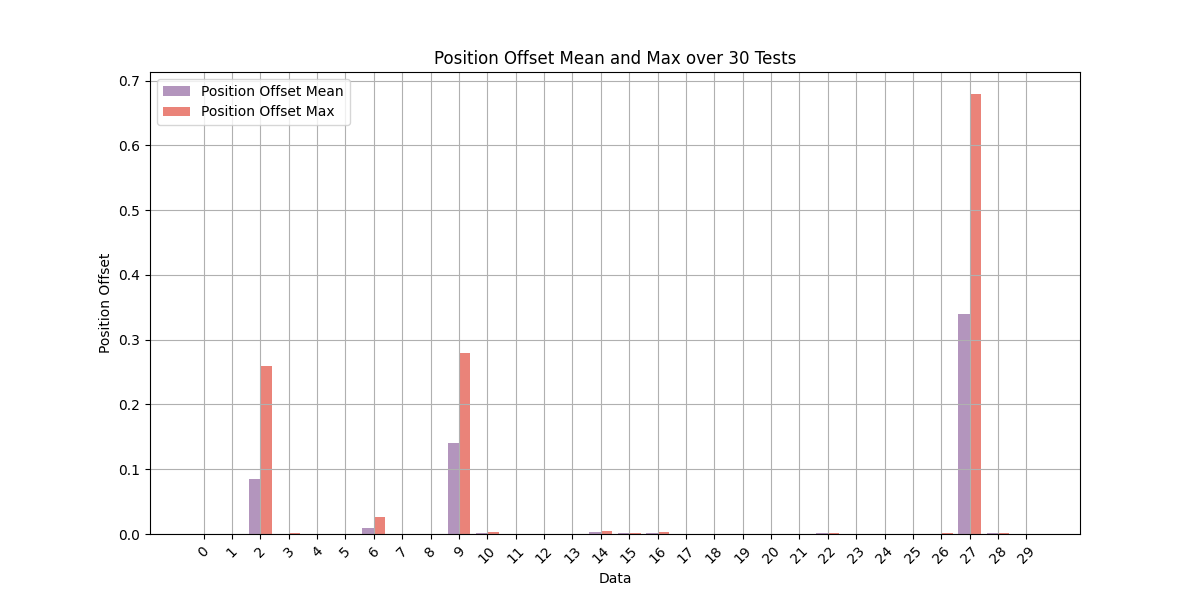 Position Offset Mean and Max over 30 Tests
Position Offset Mean
Position Offset Max
0.7
0.6
0.5
0.4
0.3
0.2
0.1
0.0
Position Offset
0 1 2 3 4 5 6 7 8 9 10 11 12 13 14 15 16 17 18 19 20 21 22 23 24 25 26 27 28 29
Data